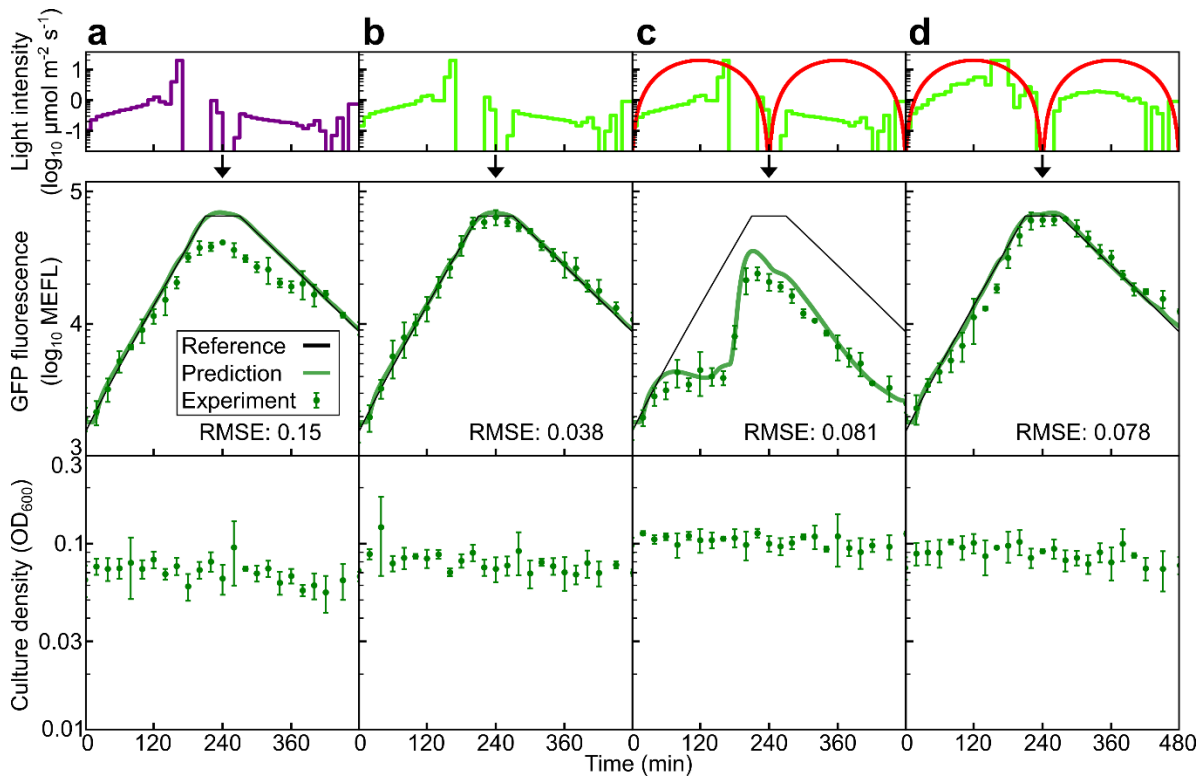 a b c d
Light intensity
(log₁₀ µmol m⁻² s⁻¹)
1
0
-1
GFP fluorescence
(log₁₀ MEFL)
5
4
3
Reference
Prediction
Experiment
RMSE: 0.15
RMSE: 0.038
RMSE: 0.081
RMSE: 0.078
Culture density (OD₆₀₀)
0.3
0.1
0.03
0.01
0 120 240 360 0 120 240 360 0 120 240 360 0 120 240 360 480
Time (min)